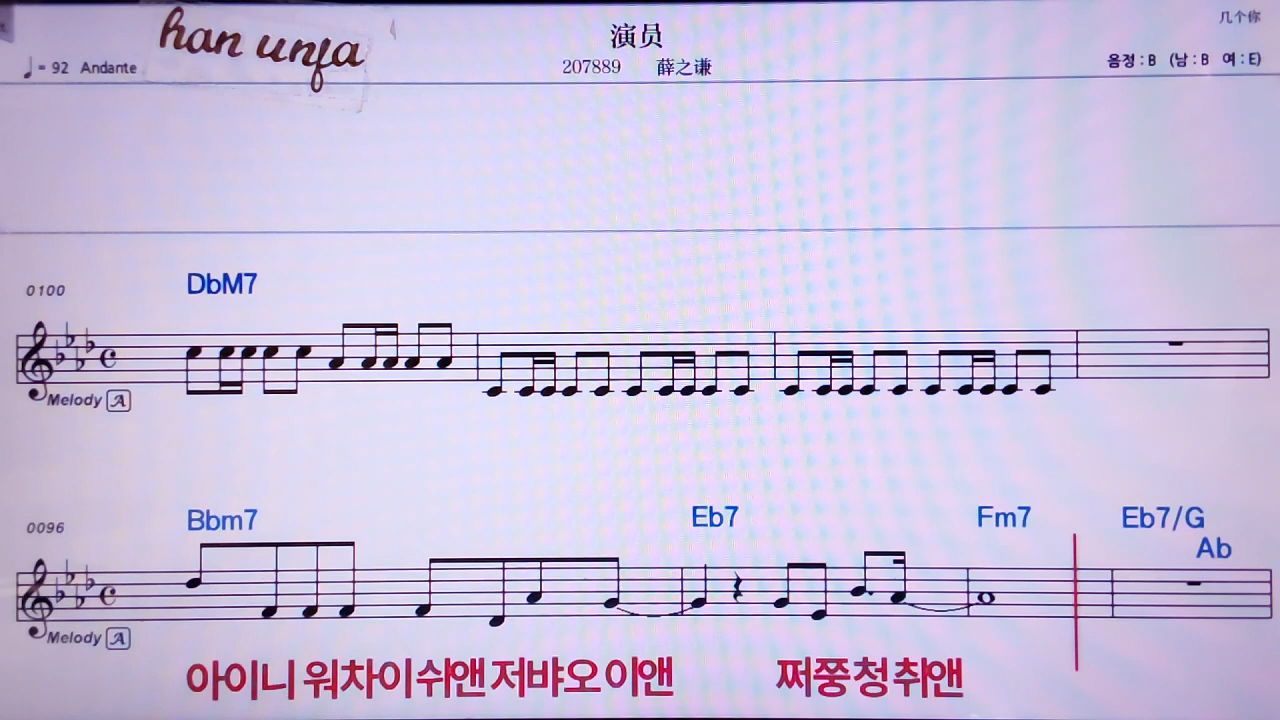 han unfa
演员
几个你
♩= 92 Andante
207889 薛之谦
음정 : B (남 : B 여 : E)
DbM7
0100
Melody A
Bbm7 Eb7 Fm7 Eb7/G
Ab
0096
Melody A
아이니 워차이쉬앤저뱌오이앤 쩌쭝청취앤